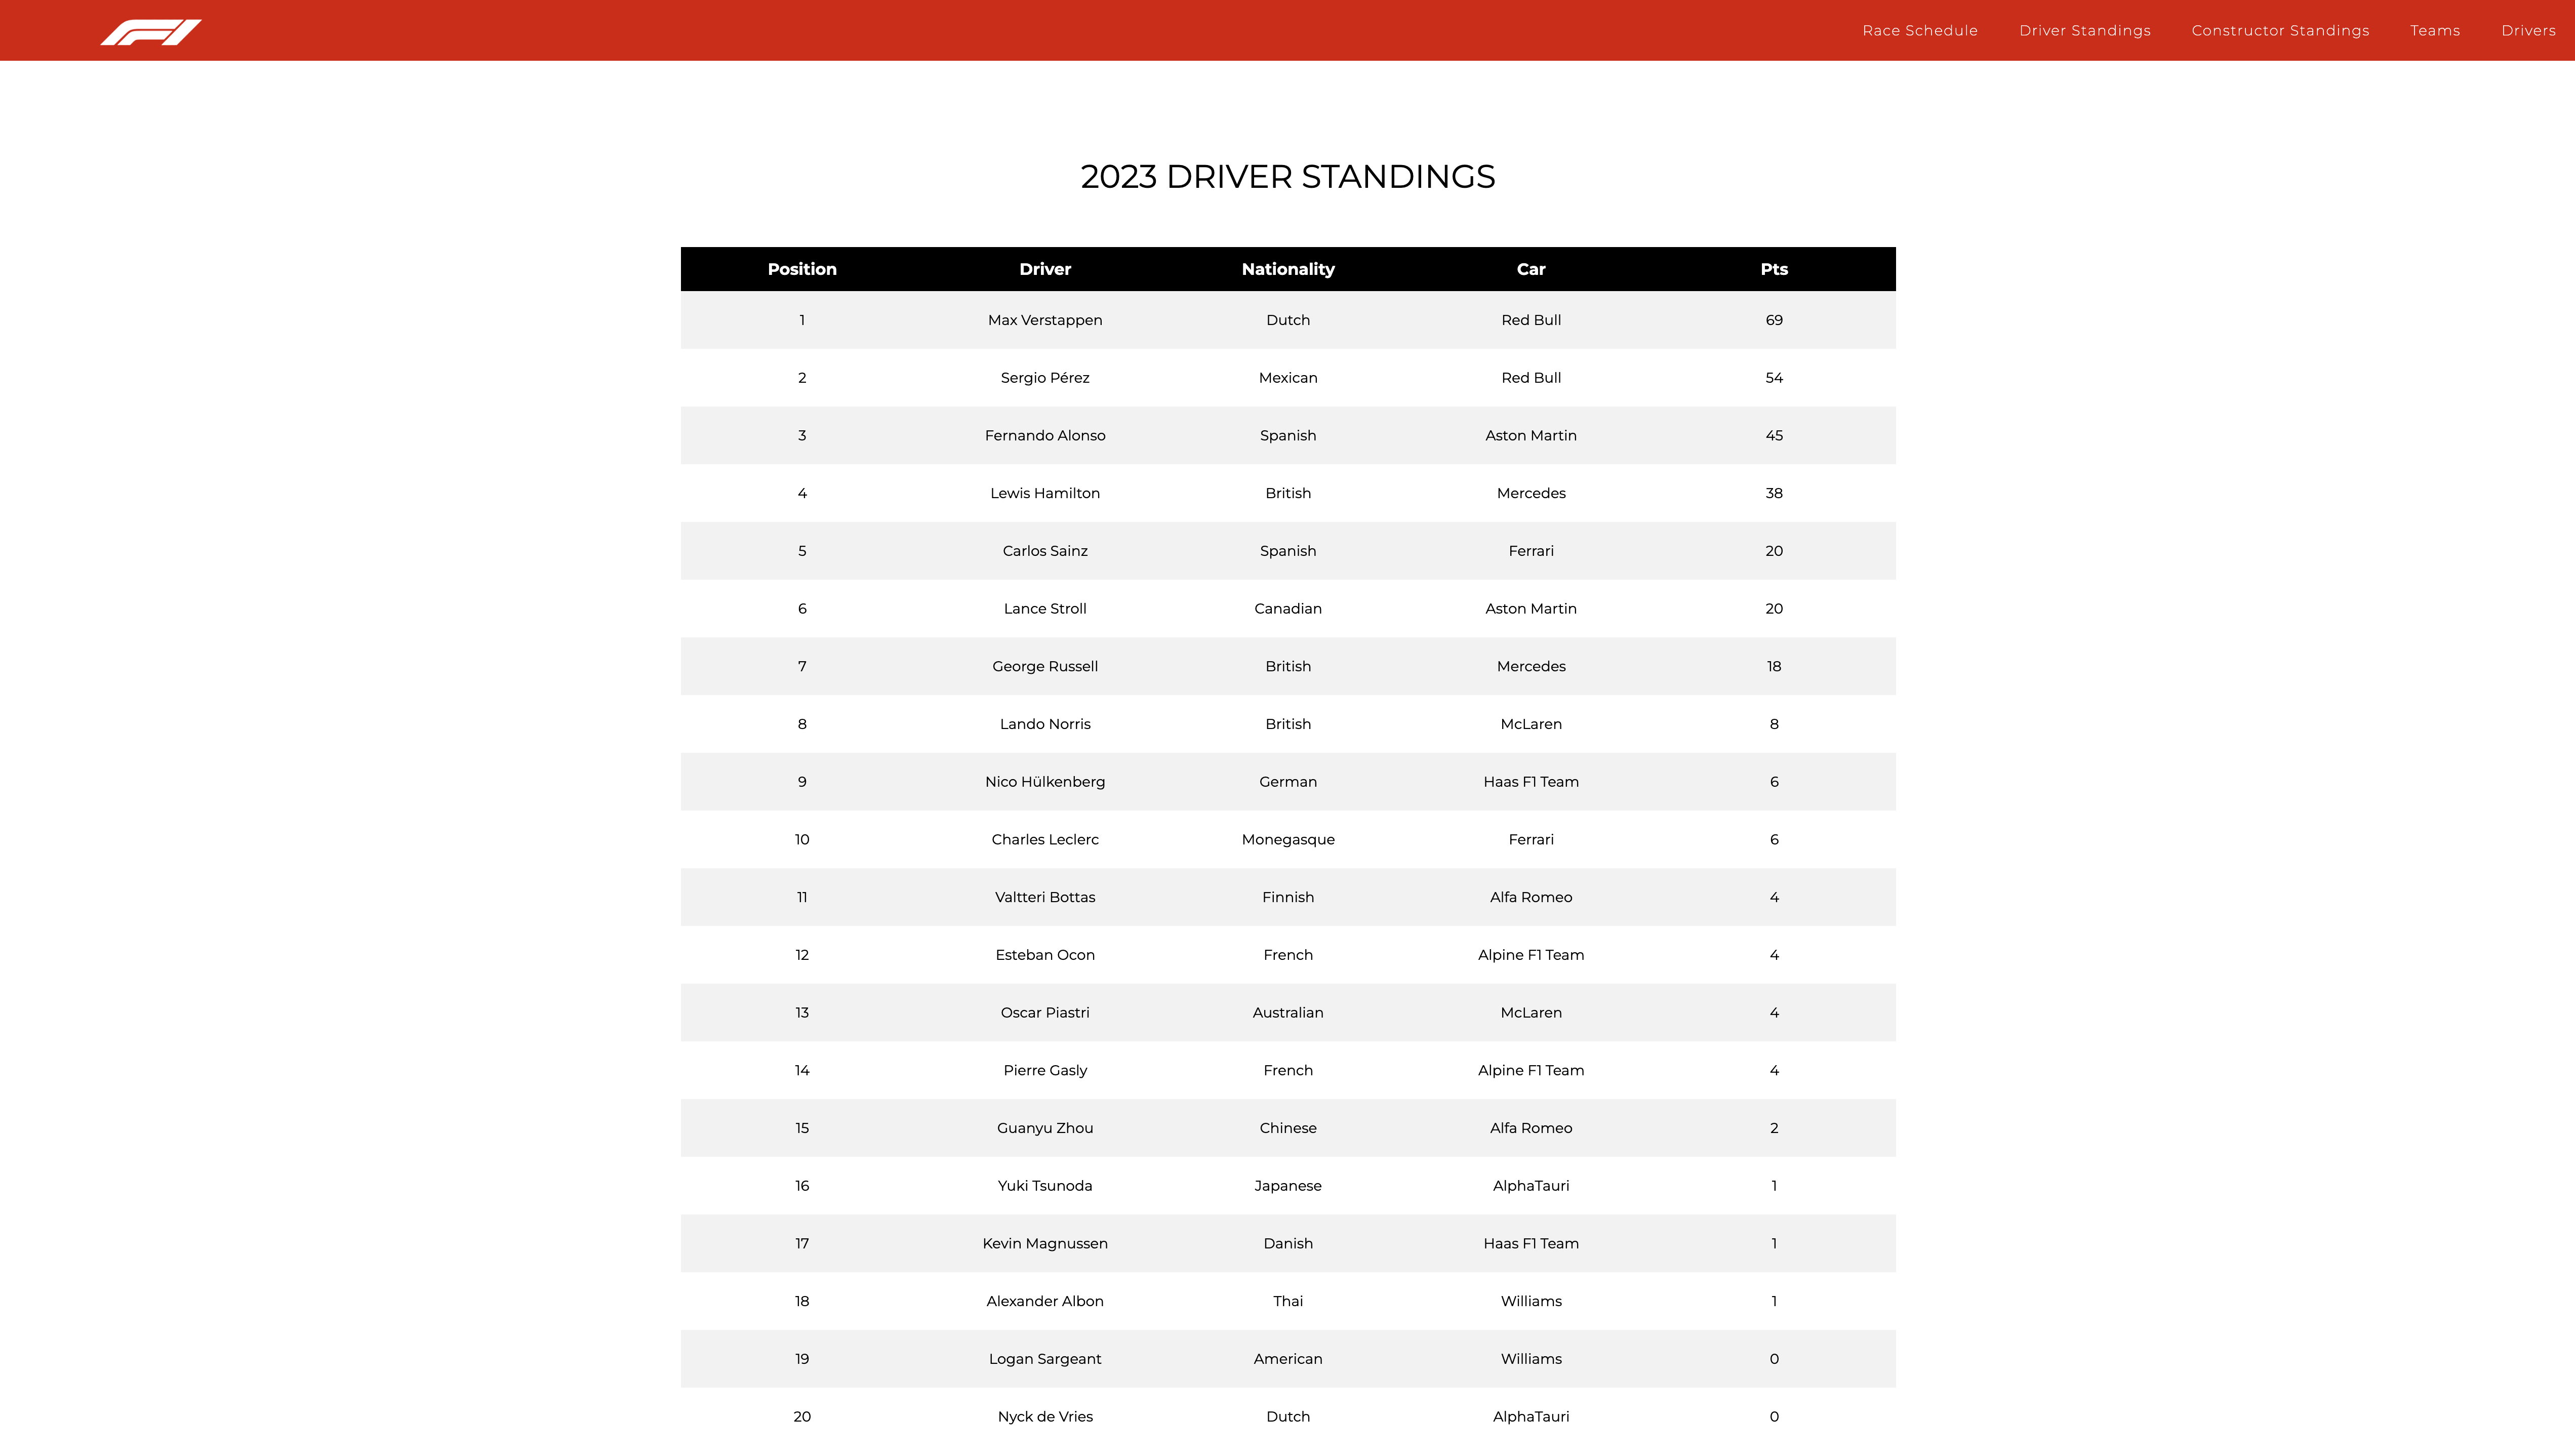 F1
Race Schedule Driver Standings Constructor Standings Teams Drivers
2023 DRIVER STANDINGS
Position Driver Nationality Car Pts
1 Max Verstappen Dutch Red Bull 69
2 Sergio Pérez Mexican Red Bull 54
3 Fernando Alonso Spanish Aston Martin 45
4 Lewis Hamilton British Mercedes 38
5 Carlos Sainz Spanish Ferrari 20
6 Lance Stroll Canadian Aston Martin 20
7 George Russell British Mercedes 18
8 Lando Norris British McLaren 8
9 Nico Hülkenberg German Haas F1 Team 6
10 Charles Leclerc Monegasque Ferrari 6
11 Valtteri Bottas Finnish Alfa Romeo 4
12 Esteban Ocon French Alpine F1 Team 4
13 Oscar Piastri Australian McLaren 4
14 Pierre Gasly French Alpine F1 Team 4
15 Guanyu Zhou Chinese Alfa Romeo 2
16 Yuki Tsunoda Japanese AlphaTauri 1
17 Kevin Magnussen Danish Haas F1 Team 1
18 Alexander Albon Thai Williams 1
19 Logan Sargeant American Williams 0
20 Nyck de Vries Dutch AlphaTauri 0